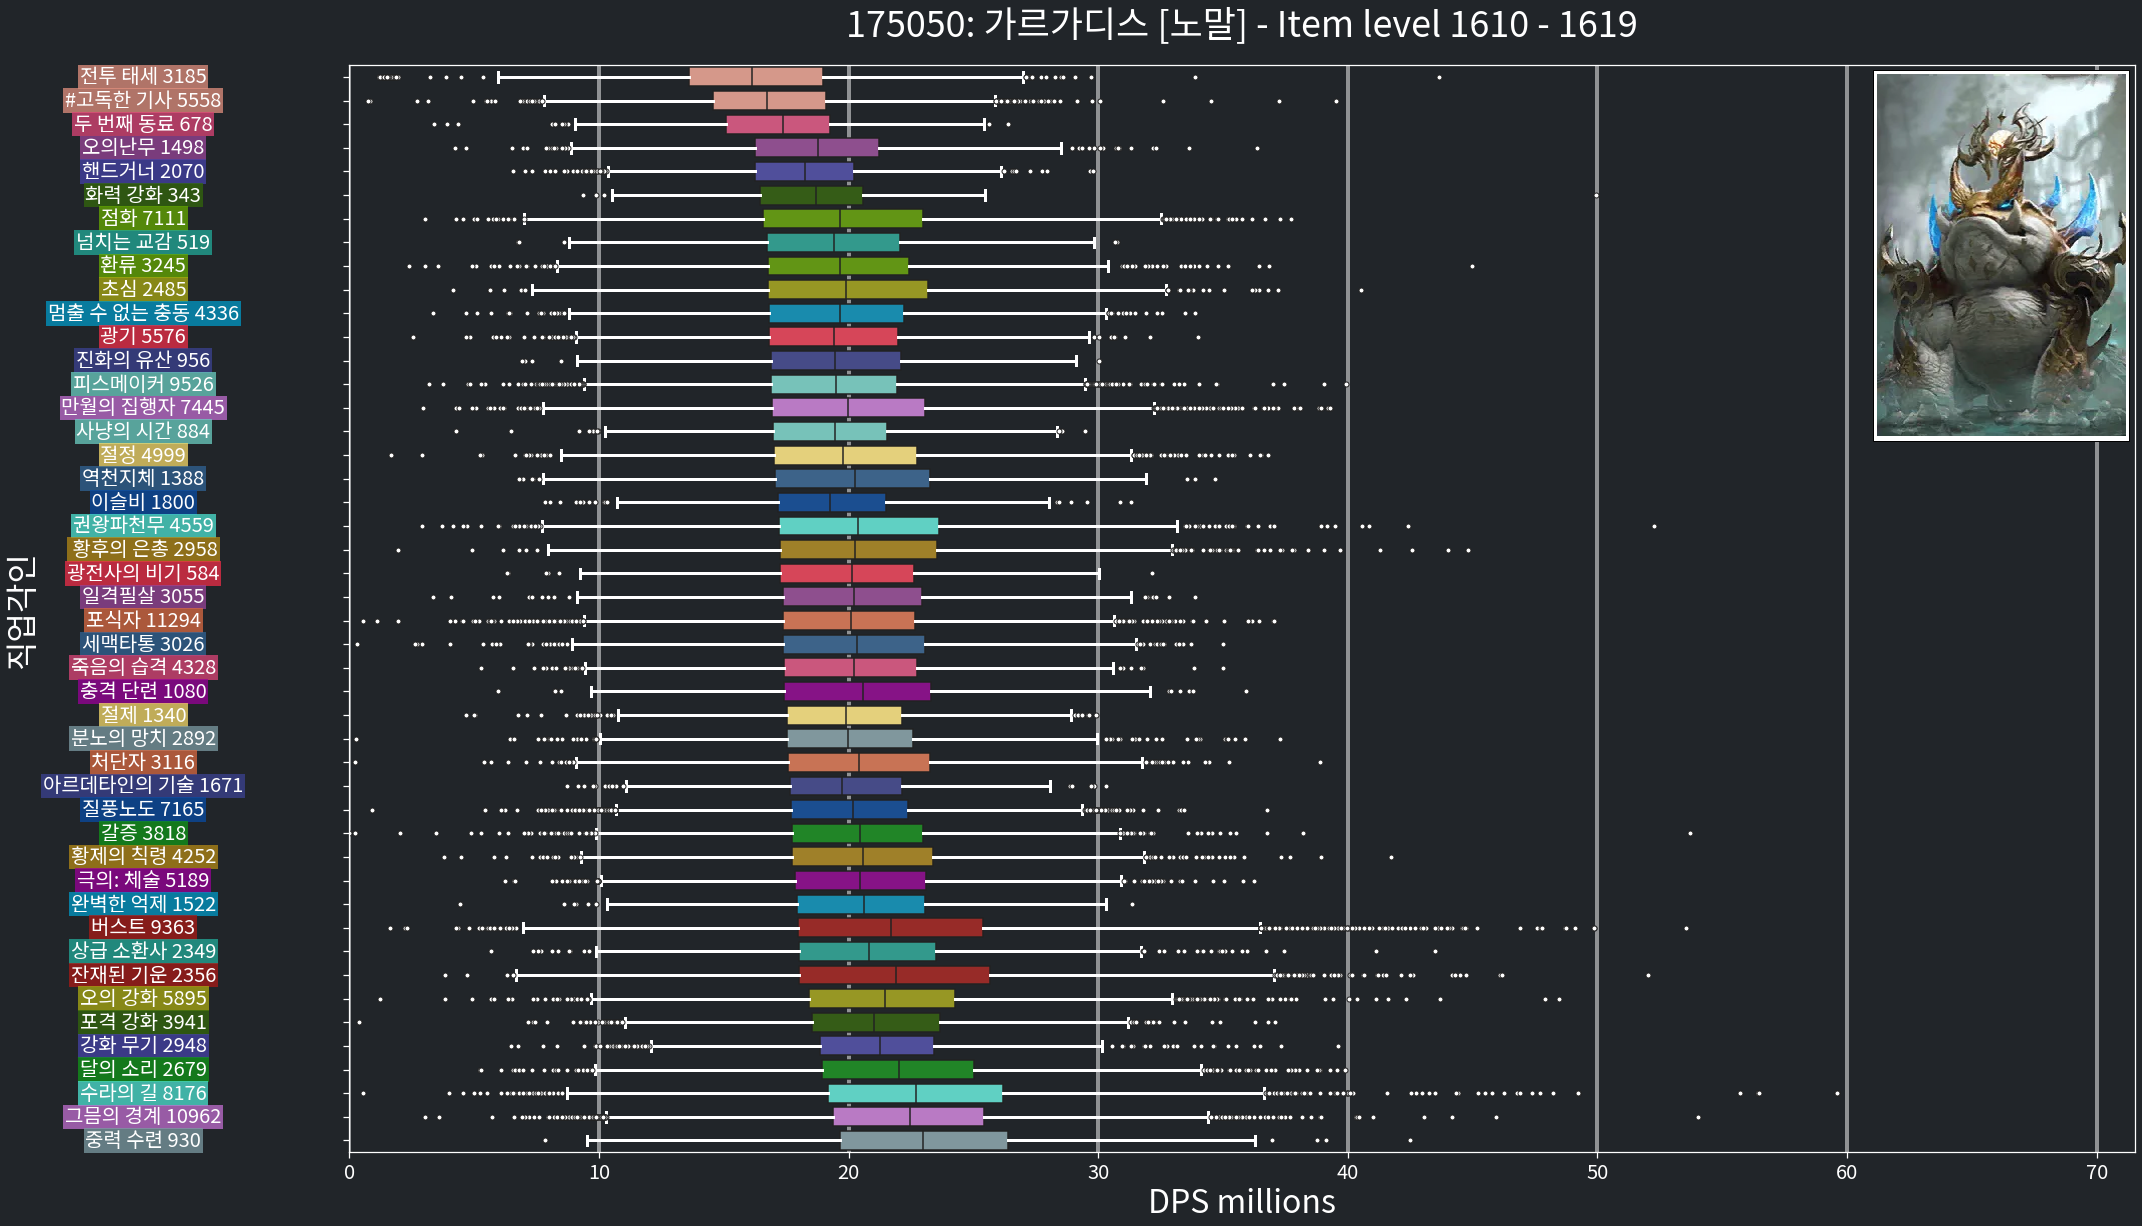 175050: 가르가디스 [노말] - Item level 1610 - 1619
직업각인
전투 태세 3185
#고독한 기사 5558
두 번째 동료 678
오의난무 1498
핸드거너 2070
화력 강화 343
점화 7111
넘치는 교감 519
환류 3245
초심 2485
멈출 수 없는 충동 4336
광기 5576
진화의 유산 956
피스메이커 9526
만월의 집행자 7445
사냥의 시간 884
절정 4999
역천지체 1388
이슬비 1800
권왕파천무 4559
황후의 은총 2958
광전사의 비기 584
일격필살 3055
포식자 11294
세맥타통 3026
죽음의 습격 4328
충격 단련 1080
절제 1340
분노의 망치 2892
처단자 3116
아르데타인의 기술 1671
질풍노도 7165
갈증 3818
황제의 칙령 4252
극의: 체술 5189
완벽한 억제 1522
버스트 9363
상급 소환사 2349
잔재된 기운 2356
오의 강화 5895
포격 강화 3941
강화 무기 2948
달의 소리 2679
수라의 길 8176
그믐의 경계 10962
중력 수련 930
0 10 20 30 40 50 60 70
DPS millions